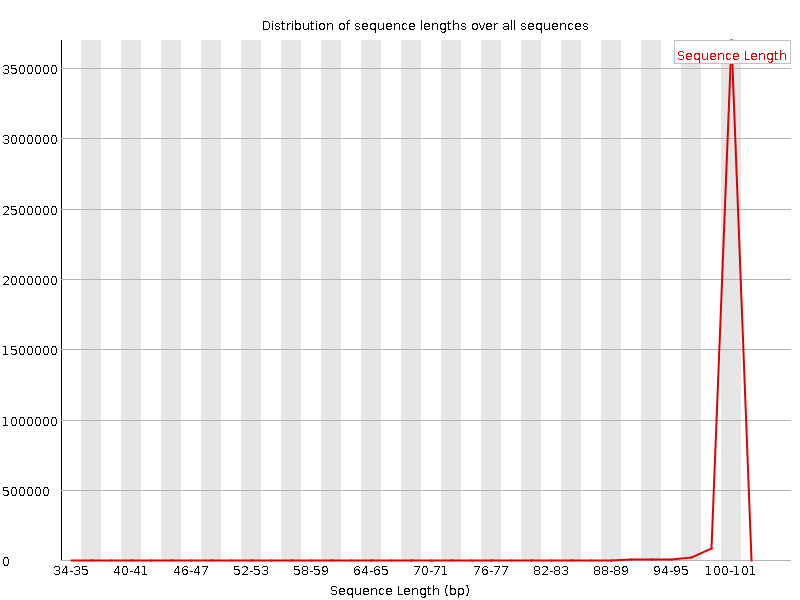 Distribution of sequence lengths over all sequences
Sequence Length
3500000
3000000
2500000
2000000
1500000
1000000
500000
0
34-35 40-41 46-47 52-53 58-59 64-65 70-71 76-77 82-83 88-89 94-95 100-101
Sequence Length (bp)